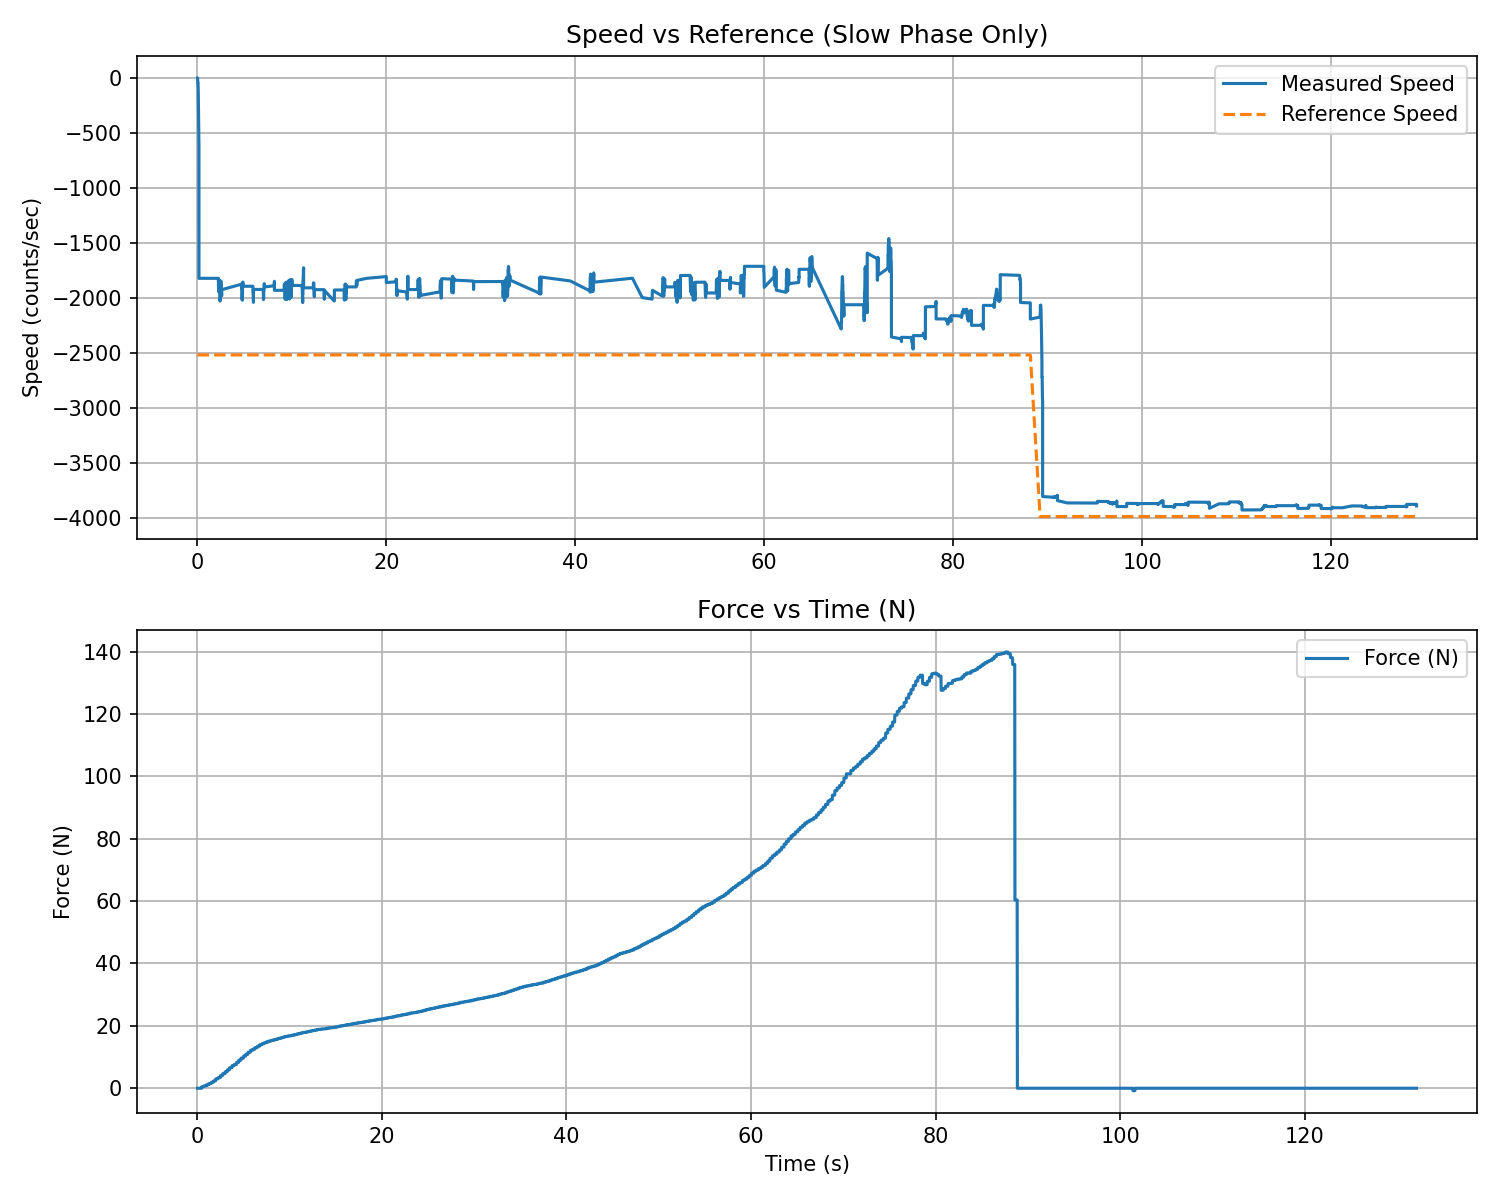 Speed vs Reference (Slow Phase Only)
Speed (counts/sec)
0
−500
−1000
−1500
−2000
−2500
−3000
−3500
−4000
Measured Speed
Reference Speed
0 20 40 60 80 100 120
Force vs Time (N)
Force (N)
140
120
100
80
60
40
20
0
Force (N)
0 20 40 60 80 100 120
Time (s)